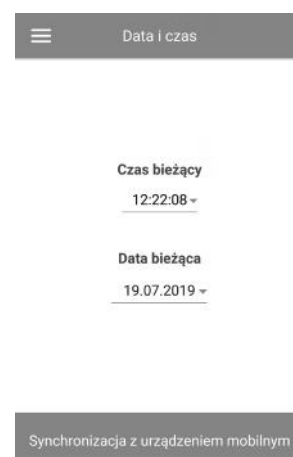 Data i czas
Czas bieżący
12:22:08
Data bieżąca
19.07.2019
Synchronizacja z urządzeniem mobilnym